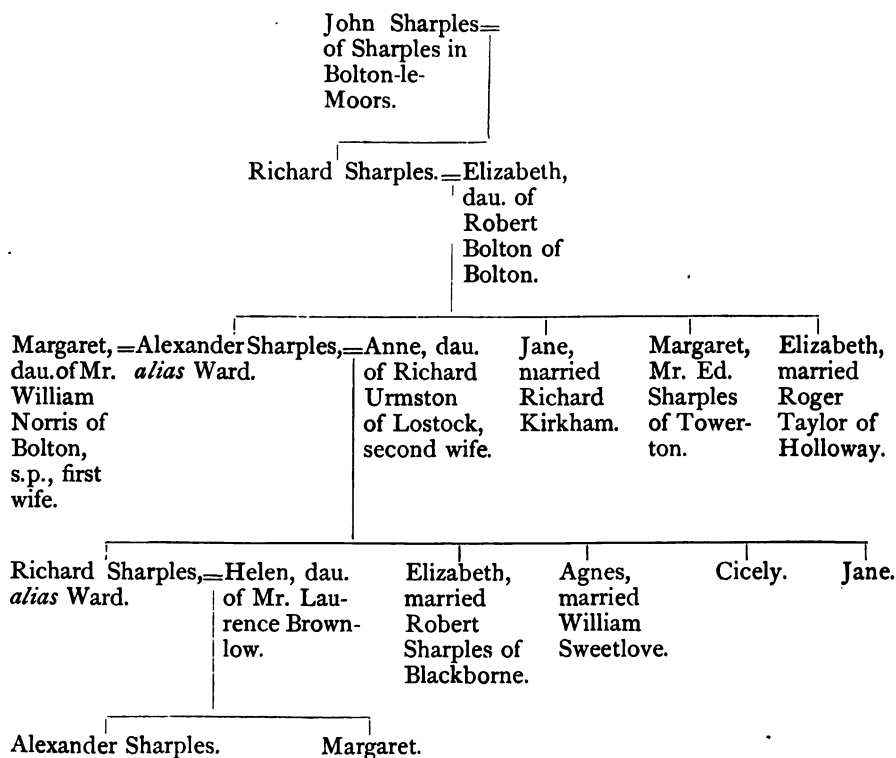 John Sharples=
of Sharples in
Bolton-le-
Moors.
Richard Sharples.=Elizabeth,
dau. of
Robert
Bolton of
Bolton.
Margaret,
dau. of Mr.
William
Norris of
Bolton,
s.p., first
wife.
=Alexander Sharples,=
alias Ward.
Anne, dau.
of Richard
Urmston
of Lostock,
second wife.
Jane,
married
Richard
Kirkham.
Margaret,
Mr. Ed.
Sharples
of Tower-
ton.
Elizabeth,
married
Roger
Taylor of
Holloway.
Richard Sharples,=
alias Ward.
Helen, dau.
of Mr. Lau-
rence Brown-
low.
Elizabeth,
married
Robert
Sharples of
Blackborne.
Agnes,
married
William
Sweetlove.
Cicely.
Jane.
Alexander Sharples.
Margaret.